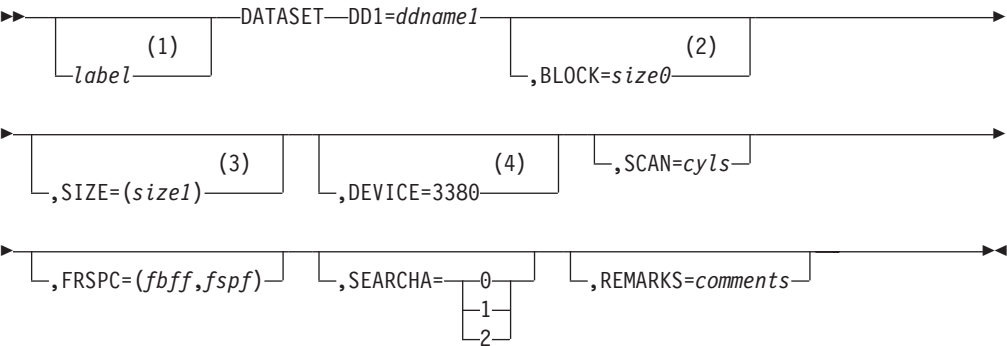 DATASET DD1=ddname1
(1) (2)
label ,BLOCK=size0
(3) (4) ,SCAN=cyls
,SIZE=(size1) ,DEVICE=3380
,FRSPC=(fbff,fspf) ,SEARCHA= 0 ,REMARKS=comments
1
2